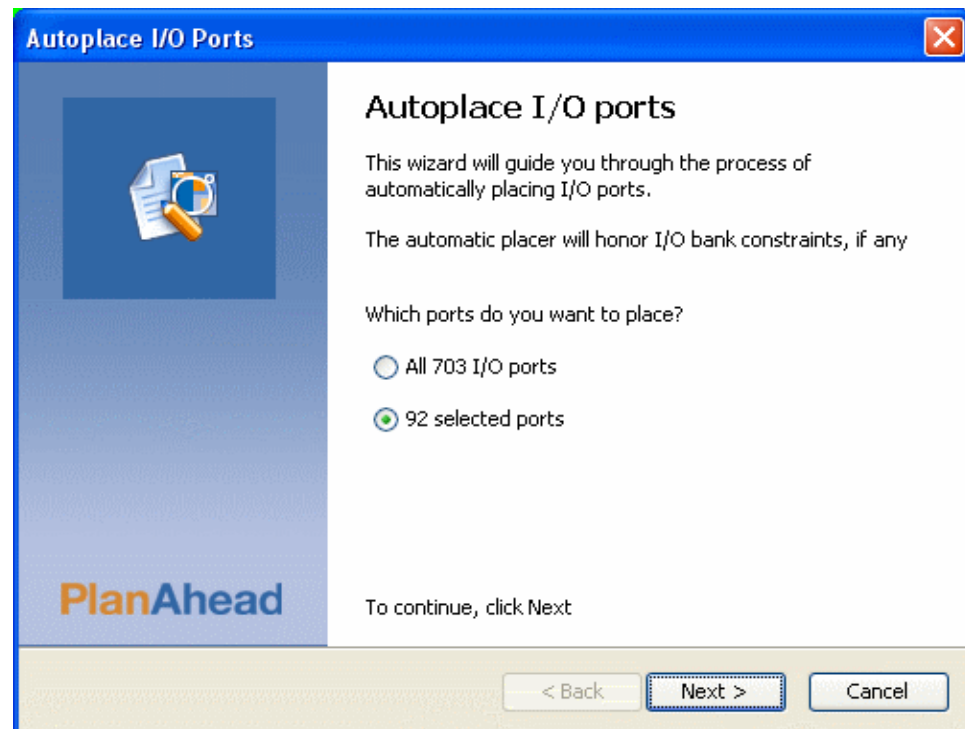 Autoplace I/O Ports
Autoplace I/O ports
This wizard will guide you through the process of
automatically placing I/O ports.
The automatic placer will honor I/O bank constraints, if any
Which ports do you want to place?
All 703 I/O ports
92 selected ports
PlanAhead
To continue, click Next
< Back Next > Cancel